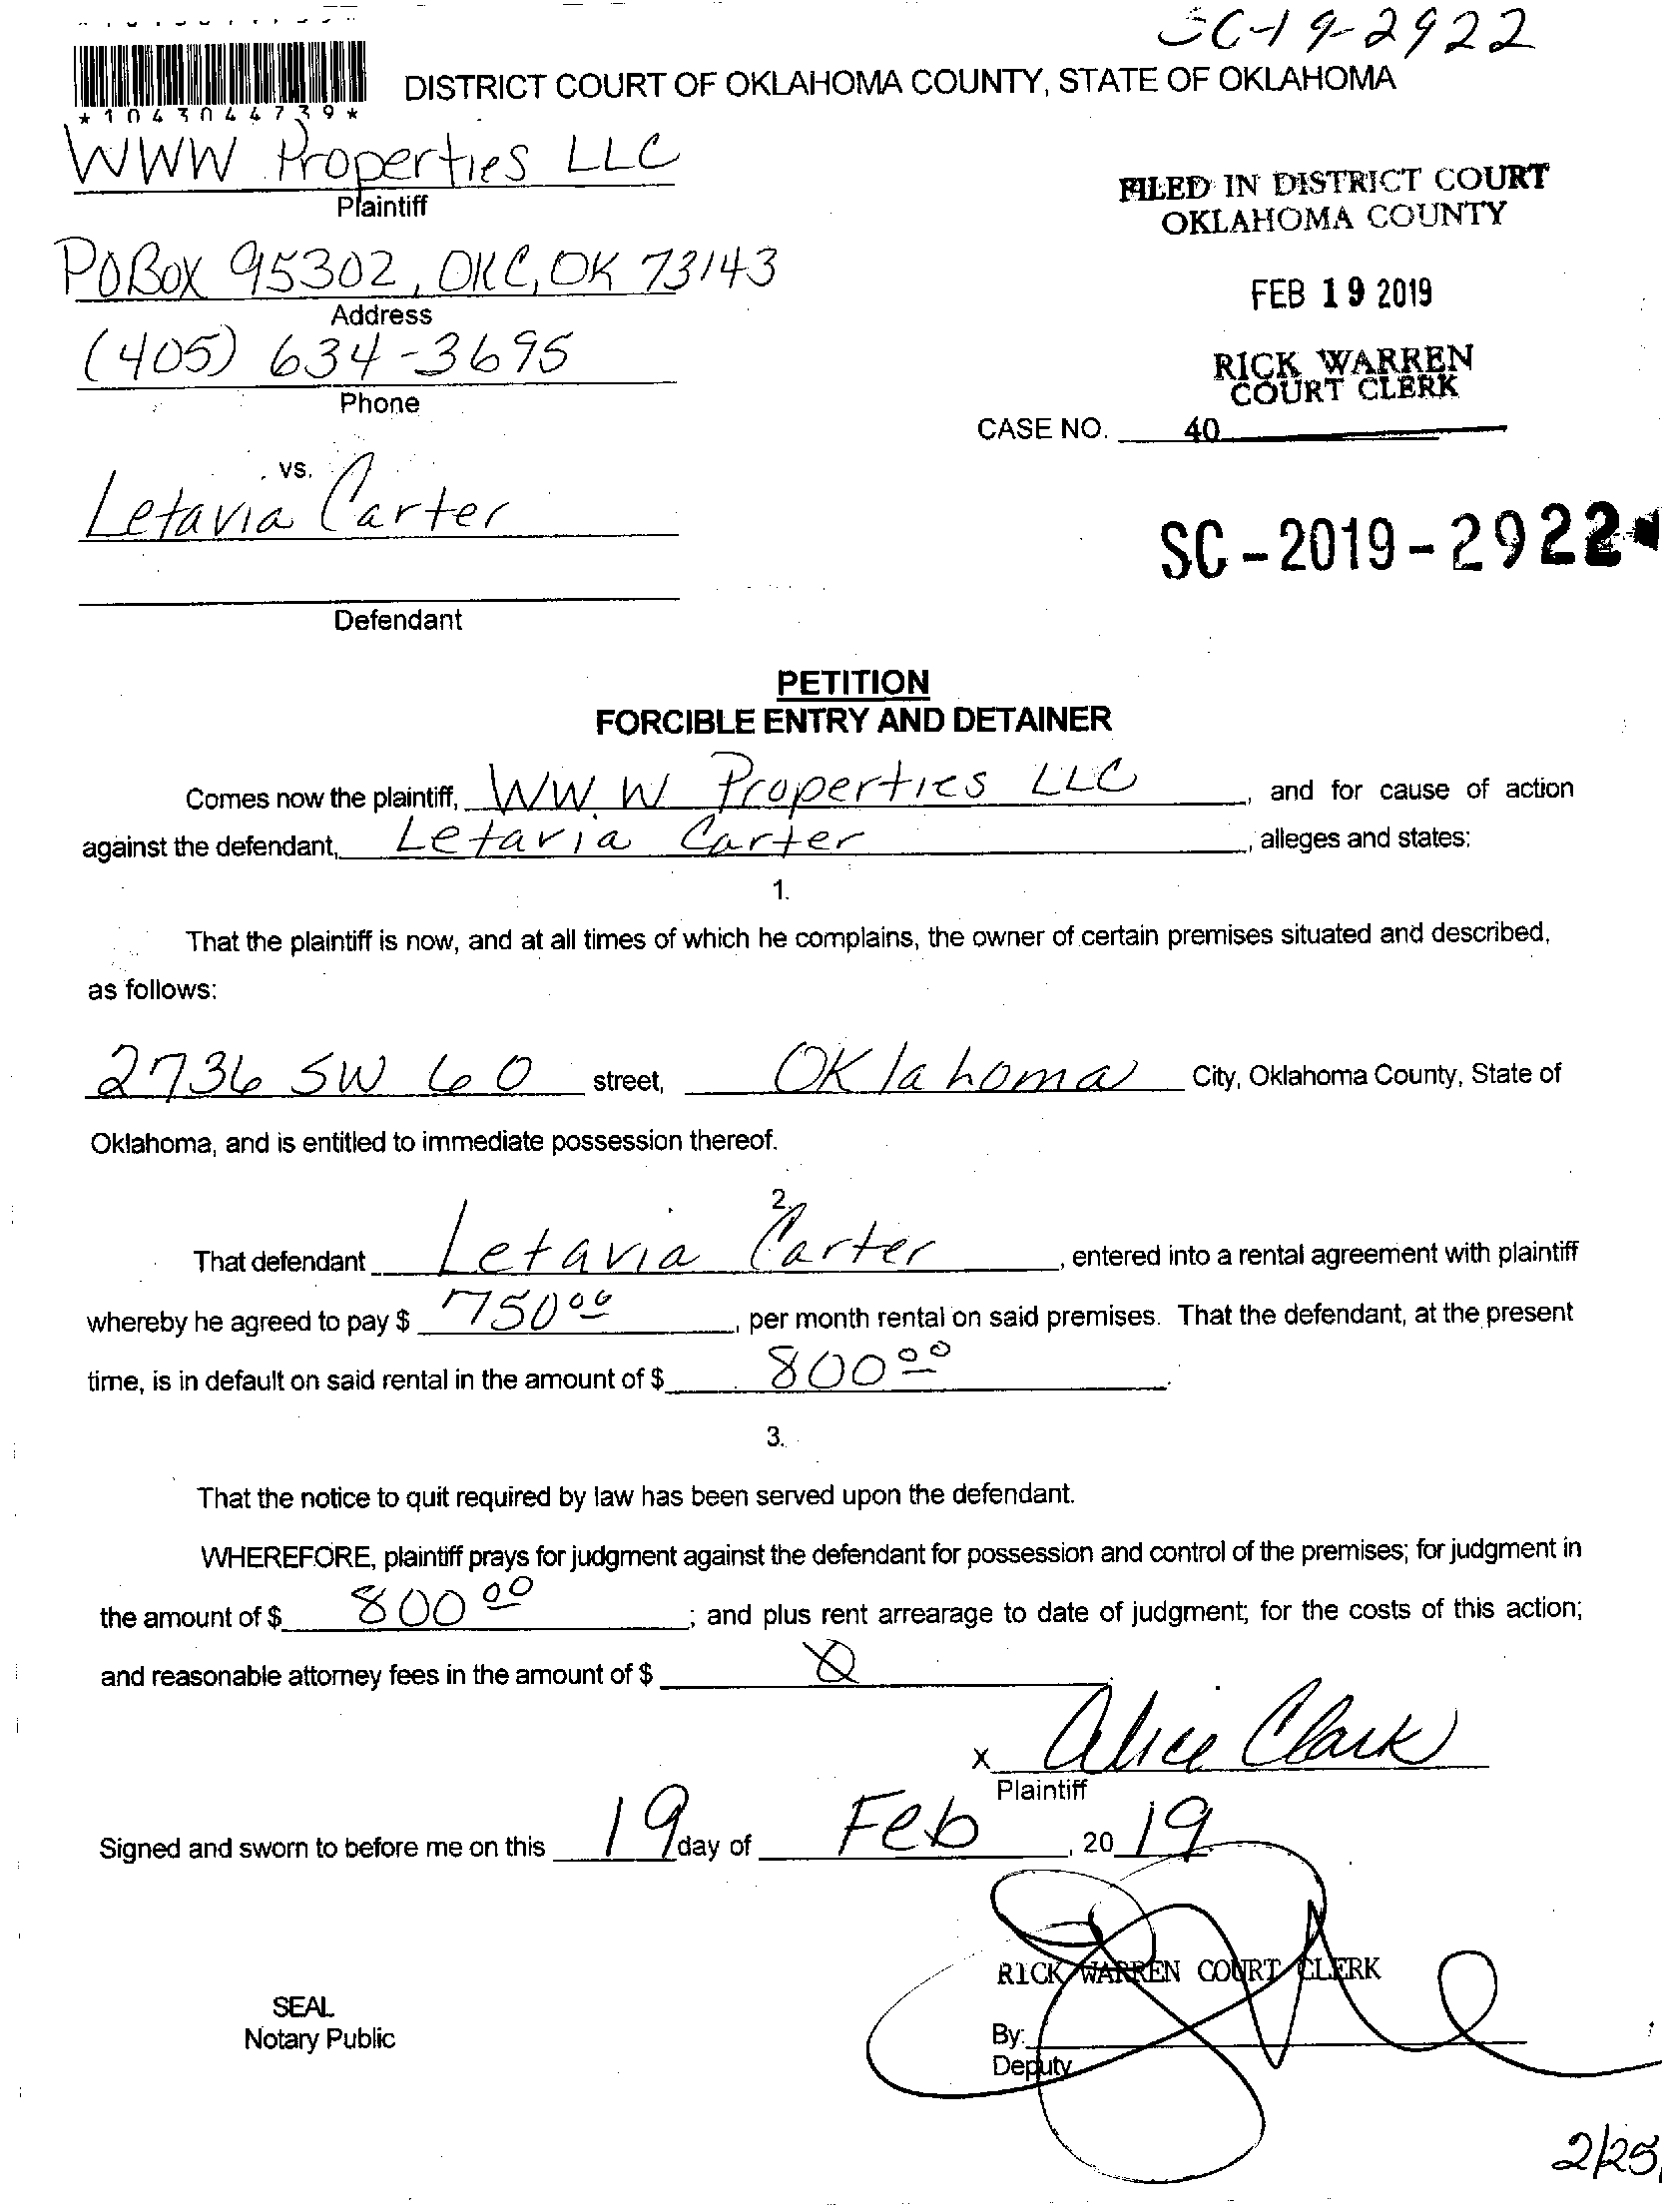 SC-19-2922
*1043044739*
DISTRICT COURT OF OKLAHOMA COUNTY, STATE OF OKLAHOMA
WWW Properties LLC
Plaintiff
FILED IN DISTRICT COURT
OKLAHOMA COUNTY
PO Box 95302, OKC, OK 73143
Address
FEB 19 2019
(405) 634-3695
Phone
RICK WARREN
COURT CLERK
CASE NO. 40
vs.
Letavia Carter
SC-2019-2922
Defendant
PETITION
FORCIBLE ENTRY AND DETAINER
Comes now the plaintiff, WWW Properties LLC, and for cause of action
against the defendant, Letavia Carter, alleges and states:
1.
That the plaintiff is now, and at all times of which he complains, the owner of certain premises situated and described,
as follows:
2736 SW 60 street, Oklahoma City, Oklahoma County, State of
Oklahoma, and is entitled to immediate possession thereof.
2.
That defendant Letavia Carter, entered into a rental agreement with plaintiff
whereby he agreed to pay $ 750 00, per month rental on said premises. That the defendant, at the present
time, is in default on said rental in the amount of $ 800 00.
3.
That the notice to quit required by law has been served upon the defendant.
WHEREFORE, plaintiff prays for judgment against the defendant for possession and control of the premises; for judgment in
the amount of $ 800 00; and plus rent arrearage to date of judgment; for the costs of this action;
and reasonable attorney fees in the amount of $ 0
x Alice Clark
Plaintiff
Signed and sworn to before me on this 19 day of Feb, 20 19
RICK WARREN COURT CLERK
SEAL
Notary Public
By:
Deputy
2/25